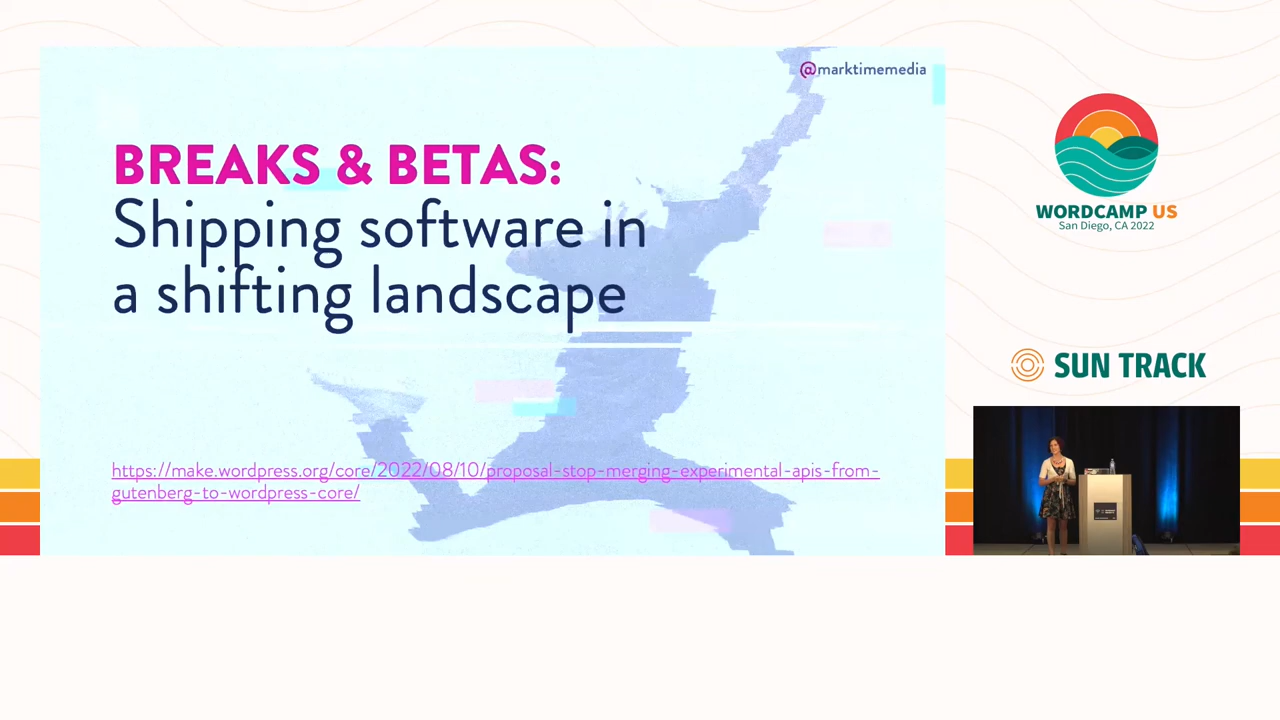 @marktimemedia
BREAKS & BETAS:
Shipping software in
a shifting landscape
https://make.wordpress.org/core/2022/08/10/proposal-stop-merging-experimental-apis-from-
gutenberg-to-wordpress-core/
WORDCAMP US
San Diego, CA 2022
SUN TRACK